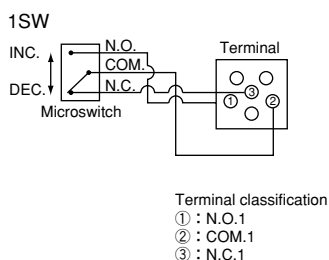 1SW
INC.
N.O.
COM.
DEC.
N.C.
Microswitch
Terminal
③
①
②
Terminal classification
① : N.O.1
② : COM.1
③ : N.C.1